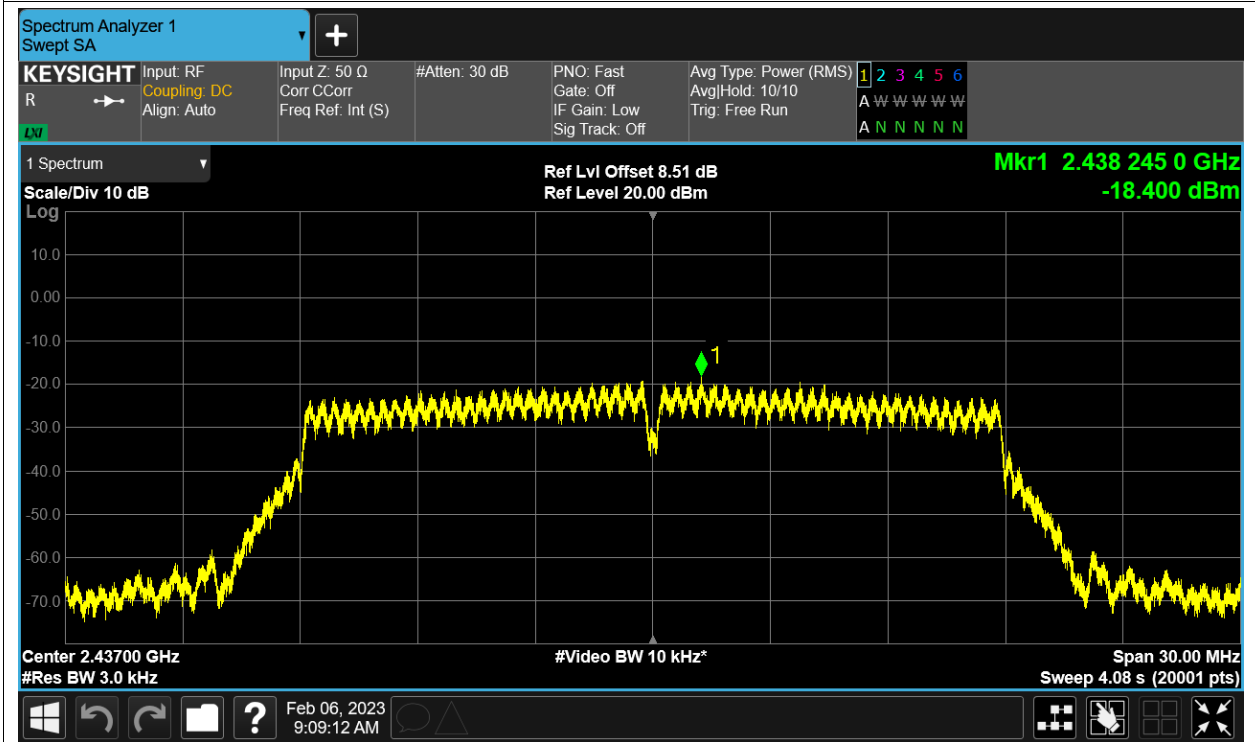 Spectrum Analyzer 1
Swept SA
+
KEYSIGHT
R
LXI
Input: RF
Coupling: DC
Align: Auto
Input Z: 50 Ω
Corr CCorr
Freq Ref: Int (S)
#Atten: 30 dB
PNO: Fast
Gate: Off
IF Gain: Low
Sig Track: Off
Avg Type: Power (RMS)
Avg|Hold: 10/10
Trig: Free Run
1 2 3 4 5 6
A W W W W W
A N N N N N
1 Spectrum
Scale/Div 10 dB
Log
Ref Lvl Offset 8.51 dB
Ref Level 20.00 dBm
Mkr1 2.438 245 0 GHz
-18.400 dBm
10.0
0.00
-10.0
1
-20.0
-30.0
-40.0
-50.0
-60.0
-70.0
Center 2.43700 GHz
#Res BW 3.0 kHz
#Video BW 10 kHz*
Span 30.00 MHz
Sweep 4.08 s (20001 pts)
?
Feb 06, 2023
9:09:12 AM